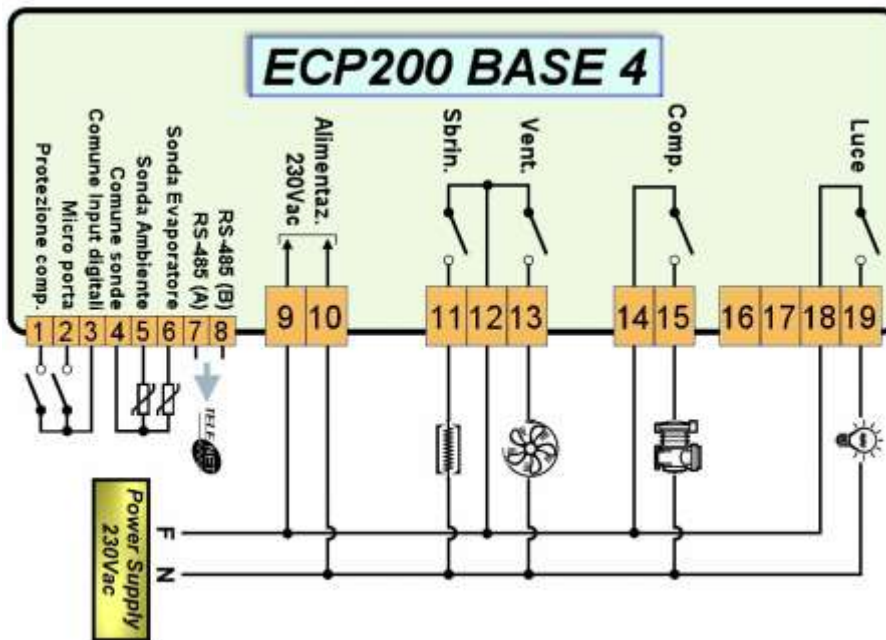 ECP200 BASE 4
Protezione comp.
Micro porta
Comune Input digitali
Comune sonde
Sonda Ambiente
Sonda Evaporatore
RS-485 (A)
RS-485 (B)
Alimentaz.
230Vac
Sbrin.
Vent.
Comp.
Luce
1 2 3 4 5 6 7 8 9 10 11 12 13 14 15 16 17 18 19
TELE
NET
Power Supply
230Vac
F
N